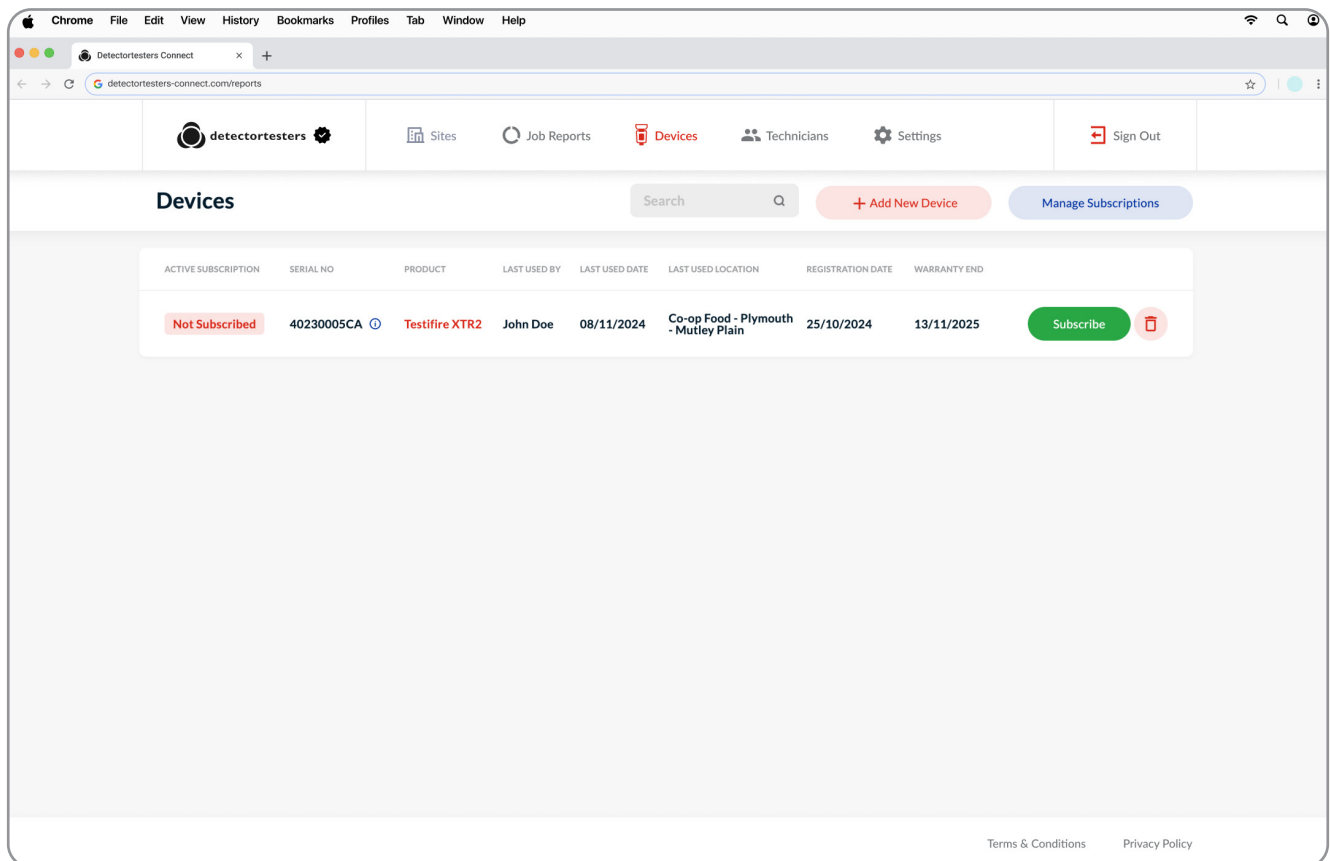 Chrome File Edit View History Bookmarks Profiles Tab Window Help
Detectortesters Connect
detectortesters-connect.com/reports
detectortesters Sites Job Reports Devices Technicians Settings Sign Out
Devices Search + Add New Device Manage Subscriptions
ACTIVE SUBSCRIPTION SERIAL NO PRODUCT LAST USED BY LAST USED DATE LAST USED LOCATION REGISTRATION DATE WARRANTY END
Not Subscribed 40230005CA Testifire XTR2 John Doe 08/11/2024 Co-op Food - Plymouth 25/10/2024 13/11/2025 Subscribe
- Mutley Plain
Terms & Conditions Privacy Policy